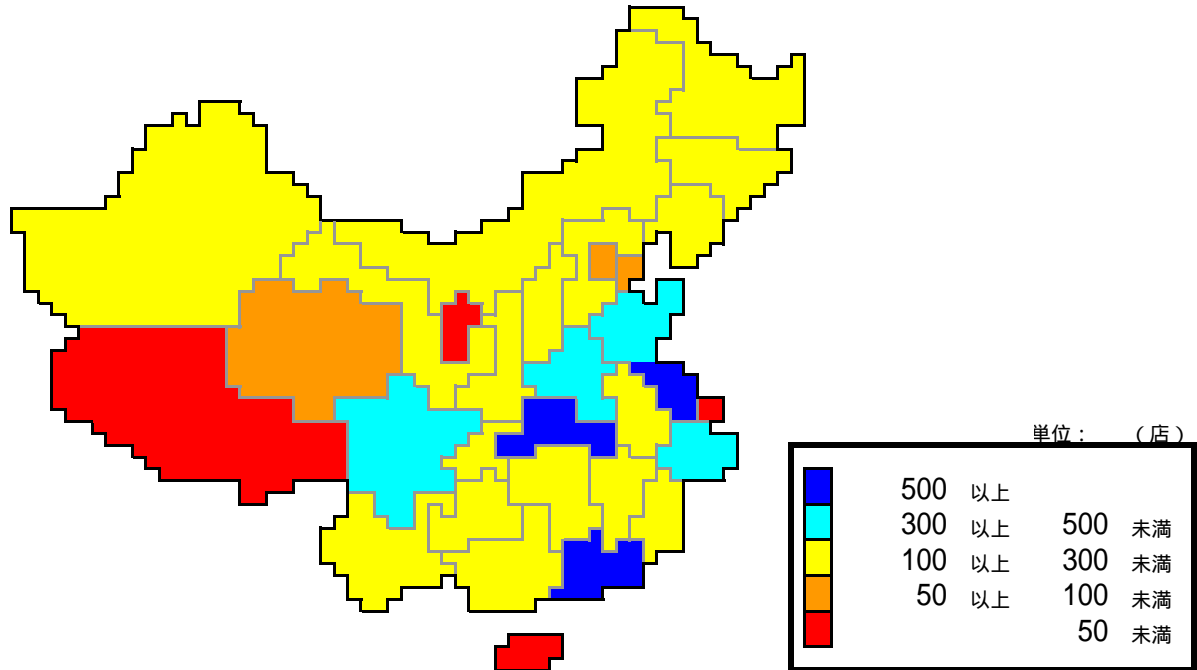 単位： （店）
500 以上
300 以上 500 未満
100 以上 300 未満
50 以上 100 未満
50 未満